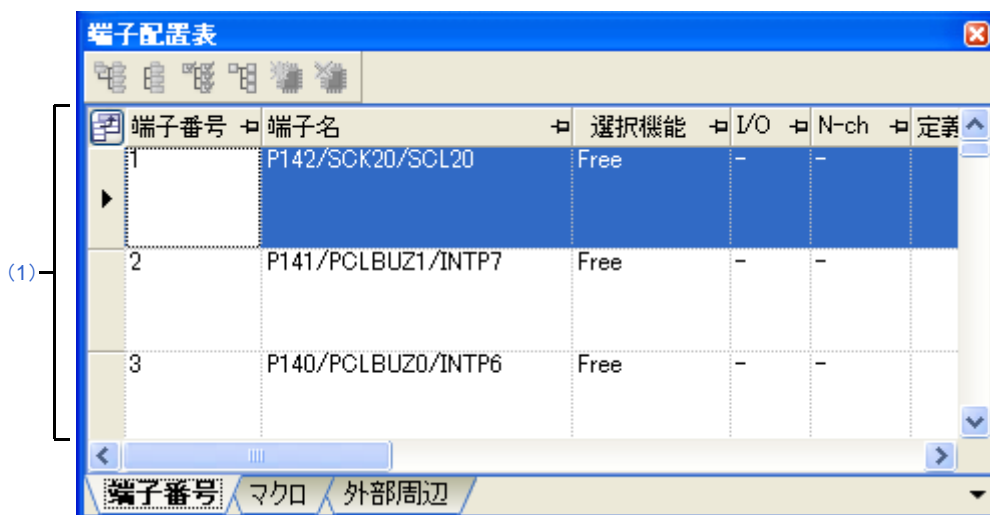 端子配置表
端子番号 端子名 選択機能 I/O N-ch 定義
1 P142/SCK20/SCL20 Free - -
(1)
2 P141/PCLBUZ1/INTP7 Free - -
3 P140/PCLBUZ0/INTP6 Free - -
端子番号 マクロ 外部周辺